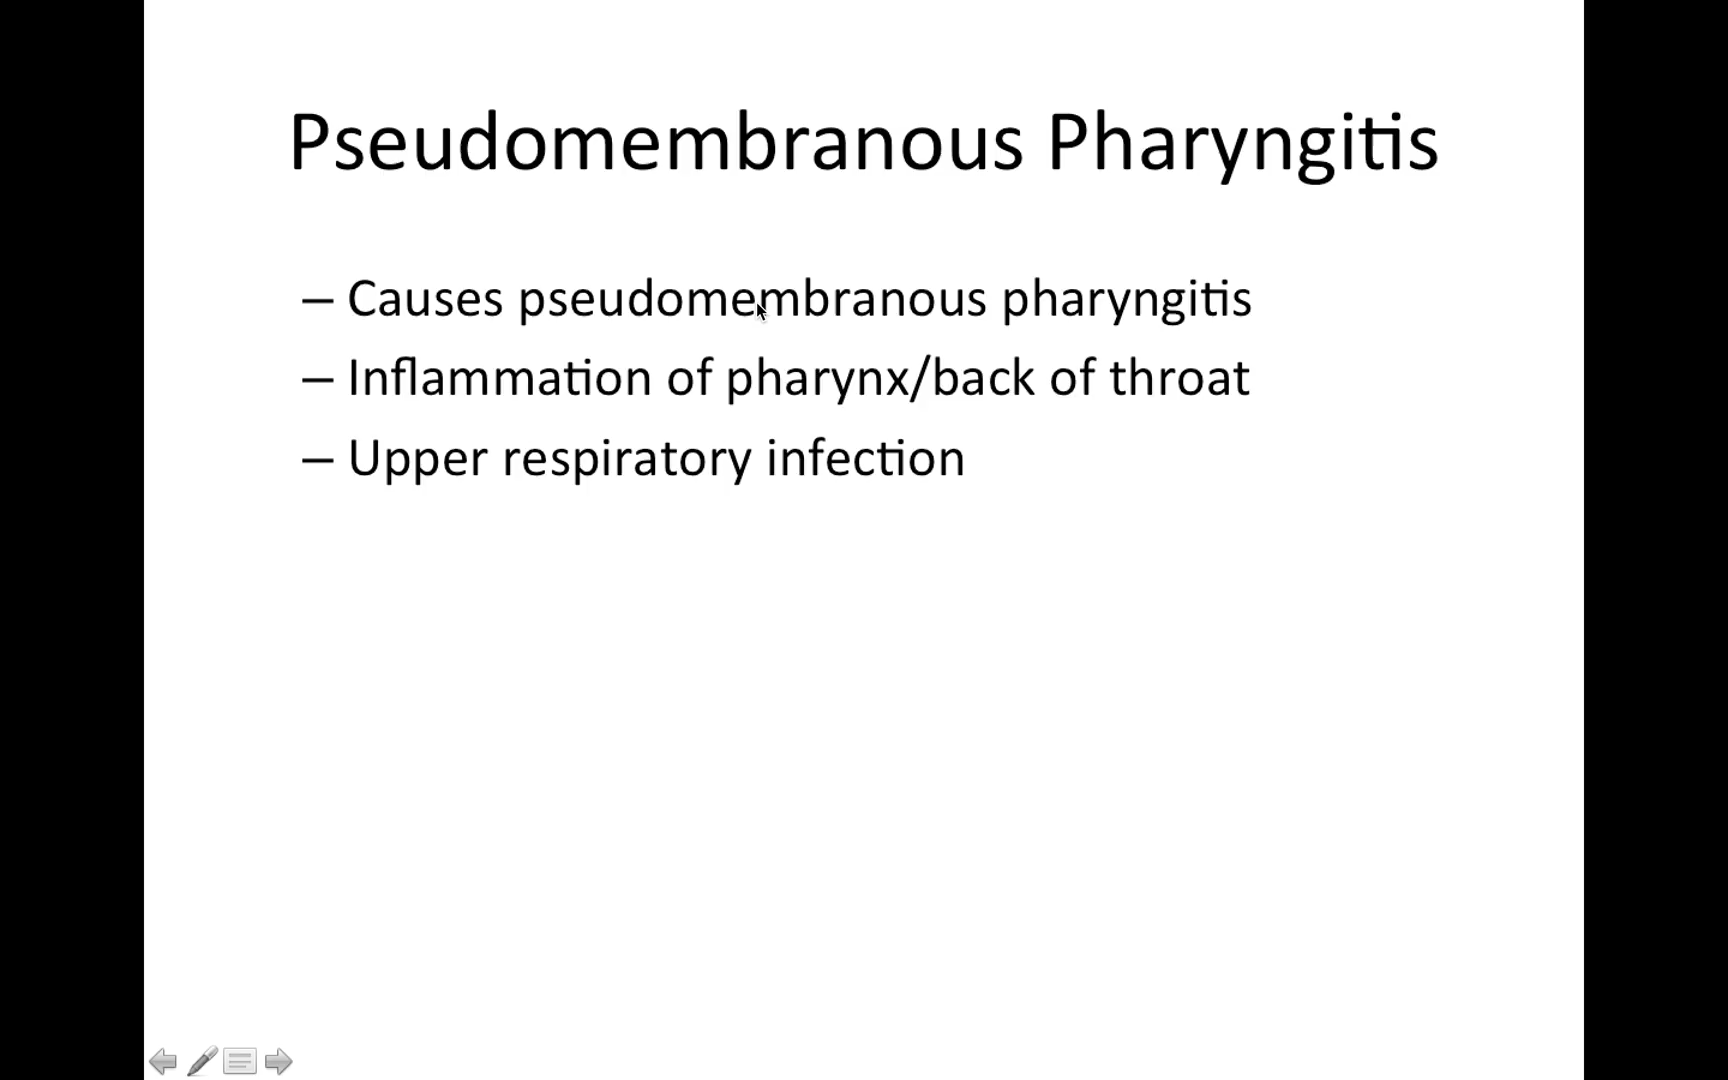 Pseudomembranous Pharyngitis
– Causes pseudomembranous pharyngitis
– Inflammation of pharynx/back of throat
– Upper respiratory infection